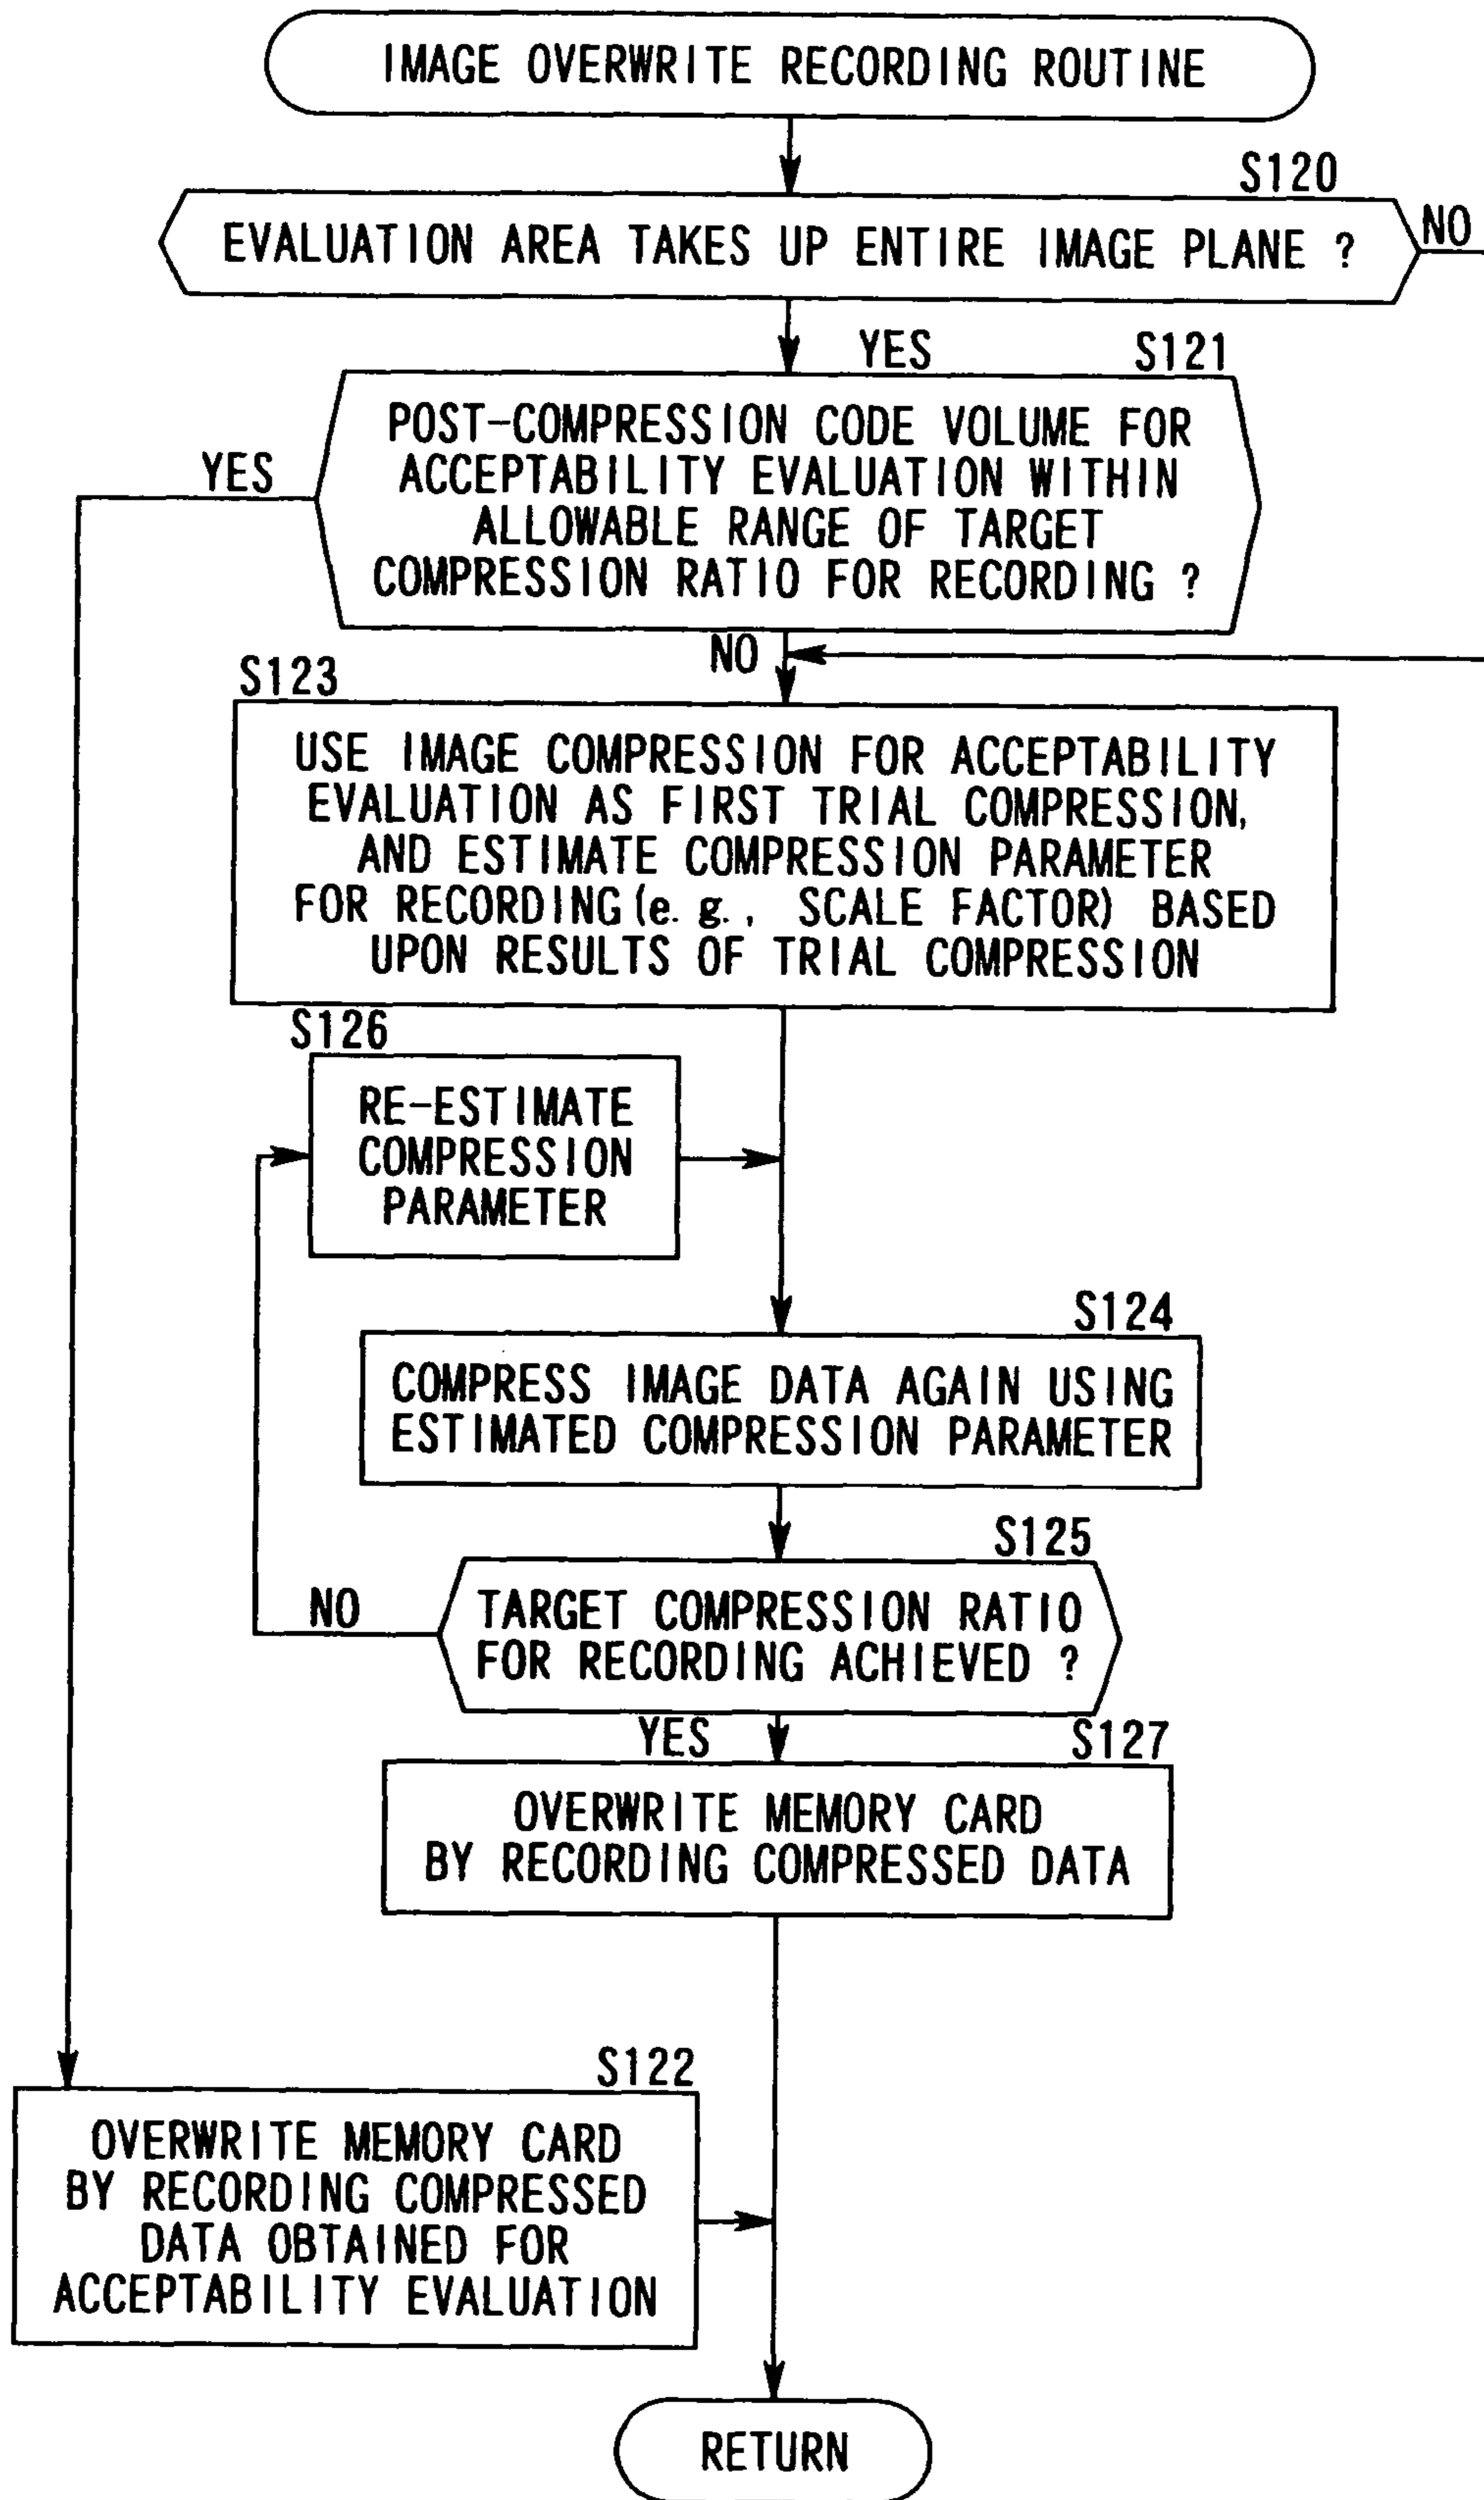 IMAGE OVERWRITE RECORDING ROUTINE
S120
EVALUATION AREA TAKES UP ENTIRE IMAGE PLANE ?
NO
YES
S121
POST-COMPRESSION CODE VOLUME FOR
ACCEPTABILITY EVALUATION WITHIN
ALLOWABLE RANGE OF TARGET
COMPRESSION RATIO FOR RECORDING ?
YES
NO
S123
USE IMAGE COMPRESSION FOR ACCEPTABILITY
EVALUATION AS FIRST TRIAL COMPRESSION,
AND ESTIMATE COMPRESSION PARAMETER
FOR RECORDING(e. g., SCALE FACTOR) BASED
UPON RESULTS OF TRIAL COMPRESSION
S126
RE-ESTIMATE
COMPRESSION
PARAMETER
S124
COMPRESS IMAGE DATA AGAIN USING
ESTIMATED COMPRESSION PARAMETER
S125
TARGET COMPRESSION RATIO
FOR RECORDING ACHIEVED ?
NO
YES
S127
OVERWRITE MEMORY CARD
BY RECORDING COMPRESSED DATA
S122
OVERWRITE MEMORY CARD
BY RECORDING COMPRESSED
DATA OBTAINED FOR
ACCEPTABILITY EVALUATION
RETURN